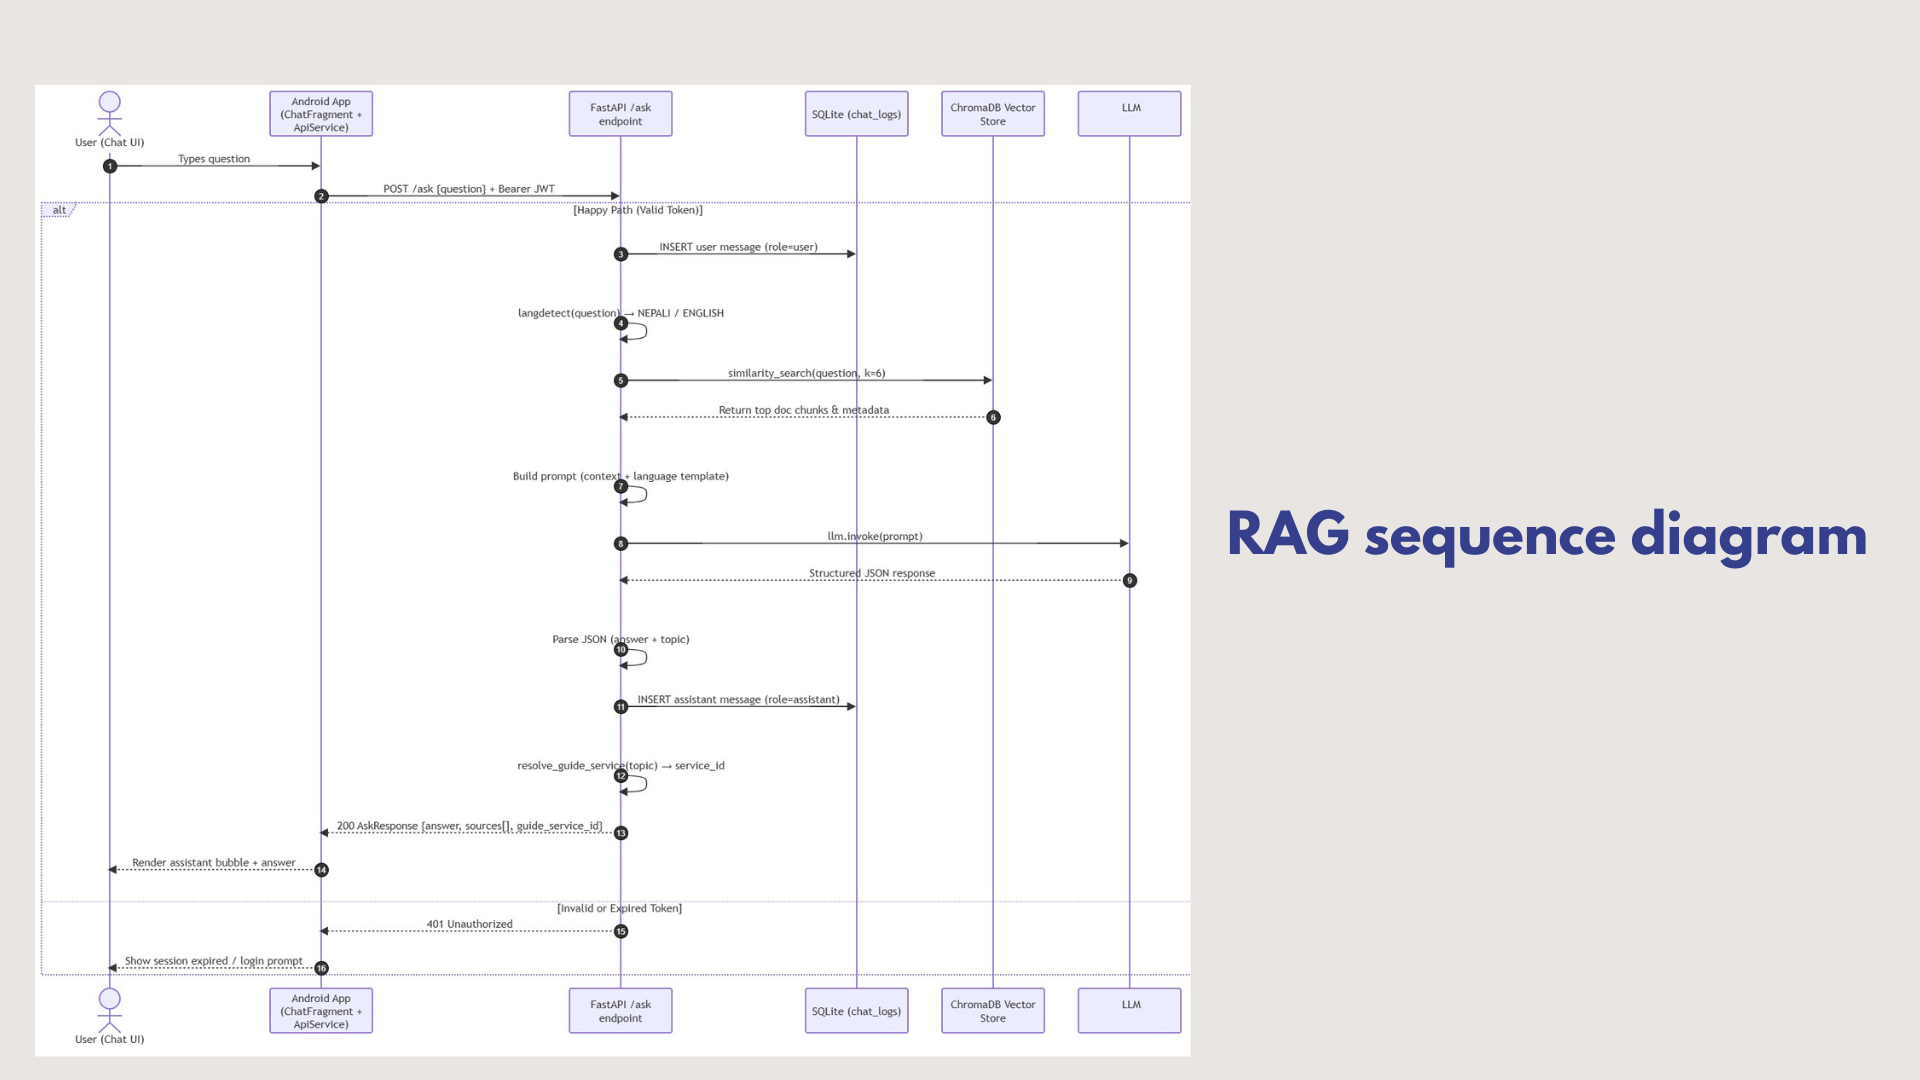 User (Chat UI)
Android App
(ChatFragment +
ApiService)
FastAPI /ask
endpoint
SQLite (chat_logs)
ChromaDB Vector
Store
LLM
1
Types question
2
POST /ask {question} + Bearer JWT
alt
[Happy Path (Valid Token)]
3
INSERT user message (role=user)
langdetect(question) → NEPALI / ENGLISH
4
5
similarity_search(question, k=6)
Return top doc chunks & metadata
6
Build prompt (context + language template)
7
8
llm.invoke(prompt)
Structured JSON response
9
Parse JSON (answer + topic)
10
11
INSERT assistant message (role=assistant)
resolve_guide_service(topic) → service_id
12
200 AskResponse {answer, sources[], guide_service_id}
13
Render assistant bubble + answer
14
[Invalid or Expired Token]
401 Unauthorized
15
Show session expired / login prompt
16
User (Chat UI)
Android App
(ChatFragment +
ApiService)
FastAPI /ask
endpoint
SQLite (chat_logs)
ChromaDB Vector
Store
LLM
RAG sequence diagram